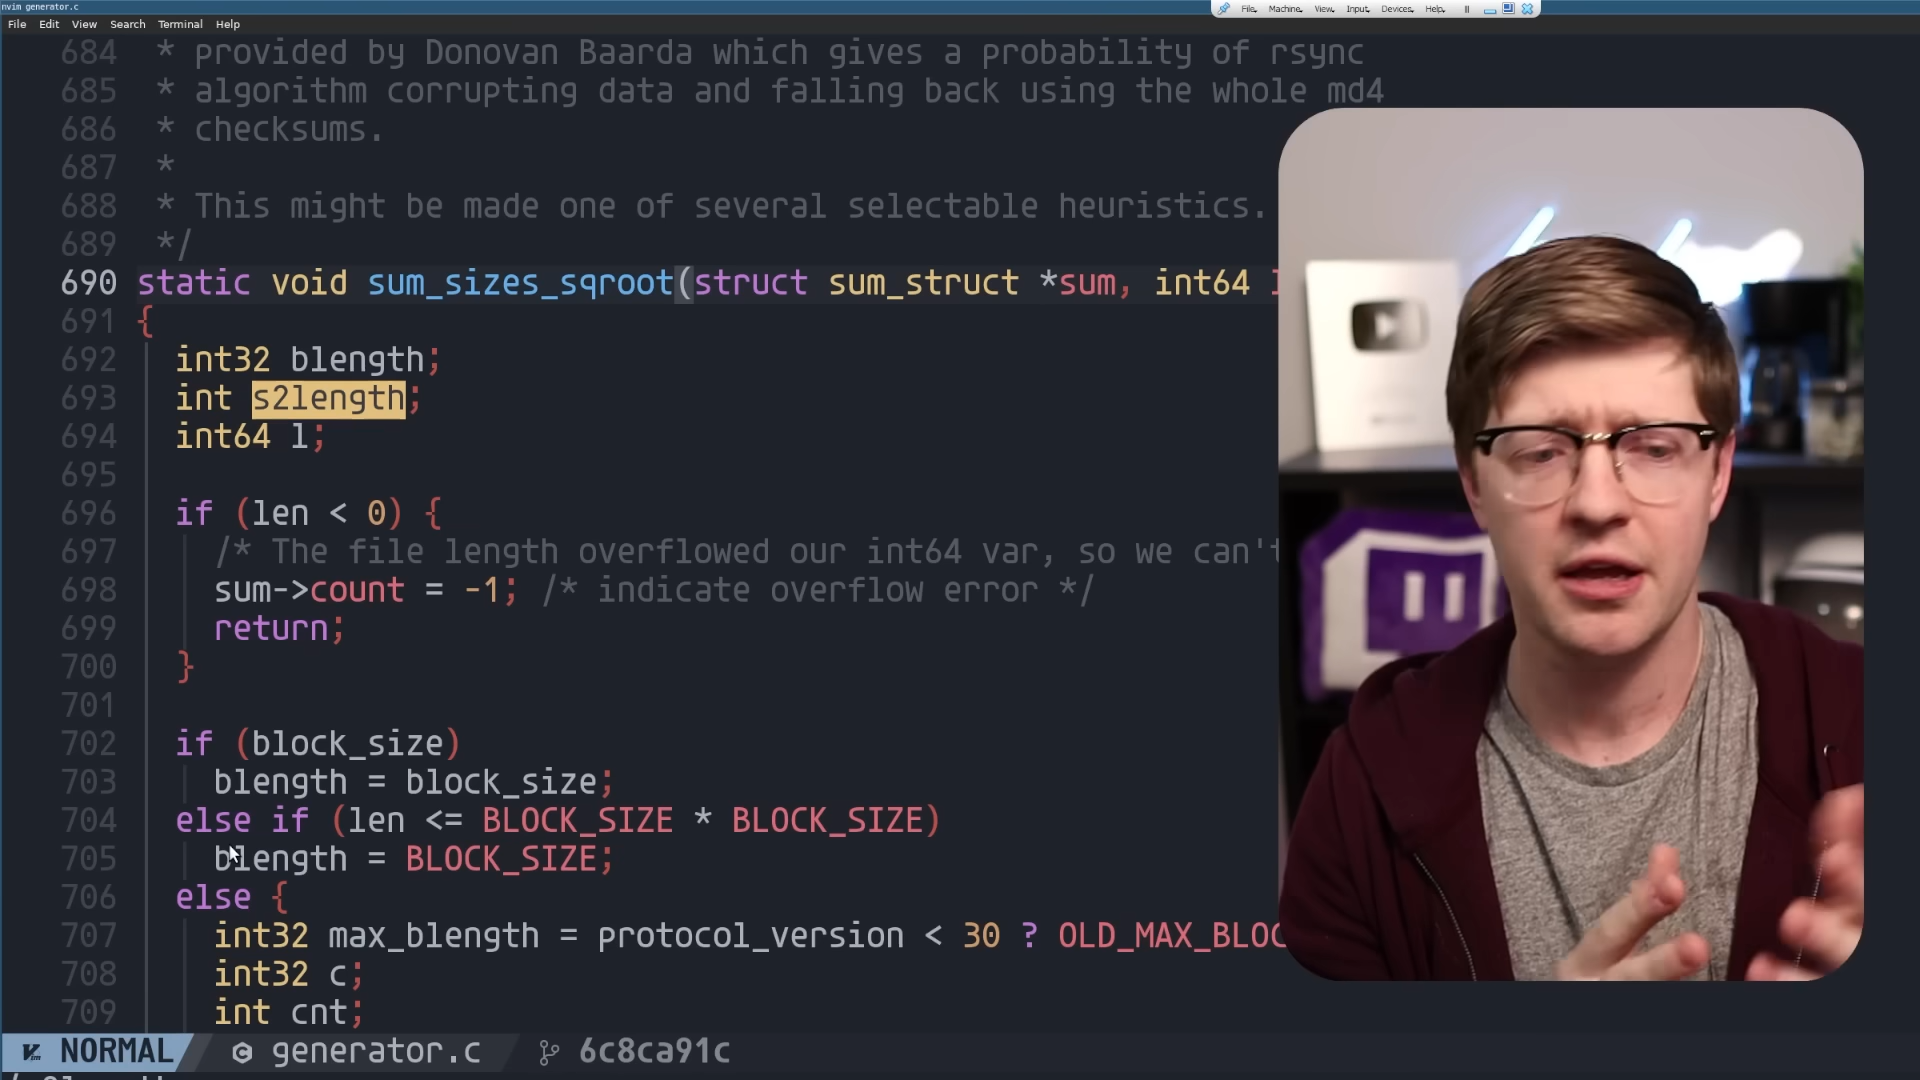 nvim generator.c
File Edit View Search Terminal Help
File Machine View Input Devices Help
684 * provided by Donovan Baarda which gives a probability of rsync
685 * algorithm corrupting data and falling back using the whole md4
686 * checksums.
687 *
688 * This might be made one of several selectable heuristics.
689 */
690 static void sum_sizes_sqroot(struct sum_struct *sum, int64
691 {
692 int32 blength;
693 int s2length;
694 int64 l;
695
696 if (len < 0) {
697 /* The file length overflowed our int64 var, so we can't
698 sum->count = -1; /* indicate overflow error */
699 return;
700 }
701
702 if (block_size)
703 blength = block_size;
704 else if (len <= BLOCK_SIZE * BLOCK_SIZE)
705 blength = BLOCK_SIZE;
706 else {
707 int32 max_blength = protocol_version < 30 ? OLD_MAX_BLOC
708 int32 c;
709 int cnt;
NORMAL generator.c 6c8ca91c